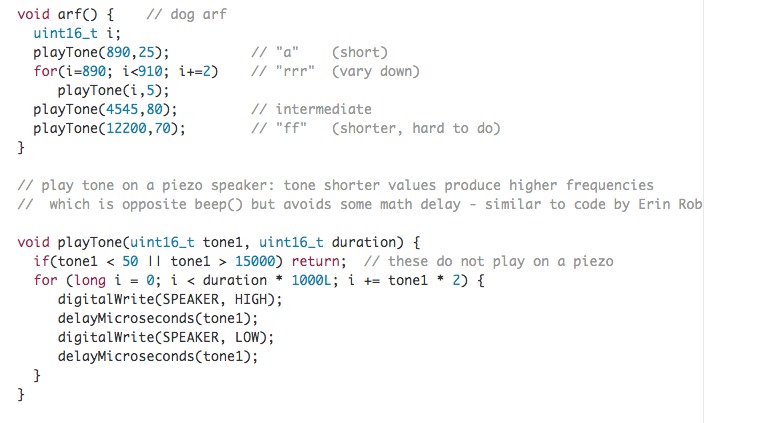 void arf() {    // dog arf
  uint16_t i;
  playTone(890,25);          // "a"    (short)
  for(i=890; i<910; i+=2)    // "rrr"  (vary down)
     playTone(i,5);
  playTone(4545,80);         // intermediate
  playTone(12200,70);        // "ff"   (shorter, hard to do)
}

// play tone on a piezo speaker: tone shorter values produce higher frequencies
//  which is opposite beep() but avoids some math delay - similar to code by Erin Rob

void playTone(uint16_t tone1, uint16_t duration) {
  if(tone1 < 50 || tone1 > 15000) return;  // these do not play on a piezo
  for (long i = 0; i < duration * 1000L; i += tone1 * 2) {
     digitalWrite(SPEAKER, HIGH);
     delayMicroseconds(tone1);
     digitalWrite(SPEAKER, LOW);
     delayMicroseconds(tone1);
  }
}